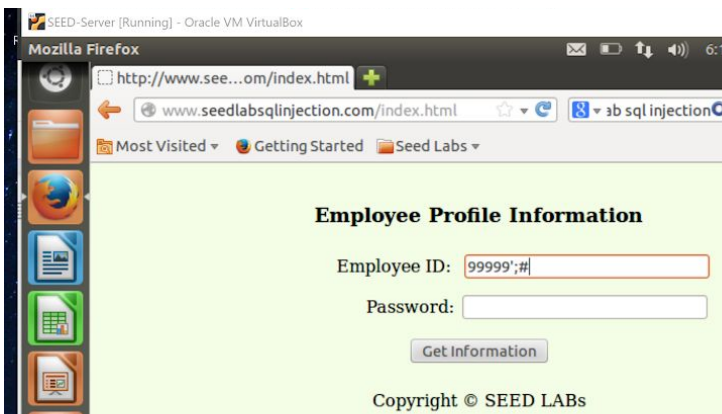 SEED-Server [Running] - Oracle VM VirtualBox
Mozilla Firefox
http://www.see...om/index.html
www.seedlabsqlinjection.com/index.html
ab sql injection
Most Visited Getting Started Seed Labs
Employee Profile Information
Employee ID: 99999';#
Password:
Get Information
Copyright © SEED LABs